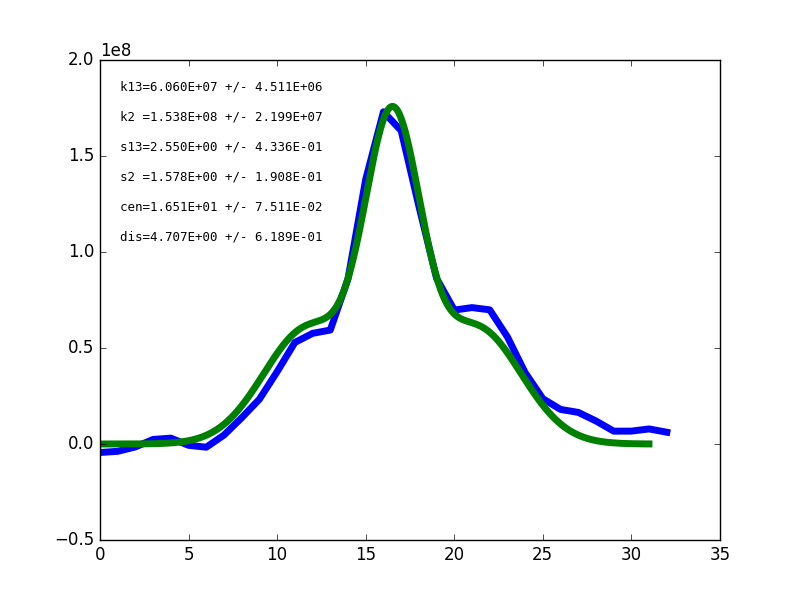 1e8
2.0
k13=6.060E+07 +/- 4.511E+06
k2 =1.538E+08 +/- 2.199E+07
1.5
s13=2.550E+00 +/- 4.336E-01
s2 =1.578E+00 +/- 1.908E-01
cen=1.651E+01 +/- 7.511E-02
dis=4.707E+00 +/- 6.189E-01
1.0
0.5
0.0
−0.5
0 5 10 15 20 25 30 35